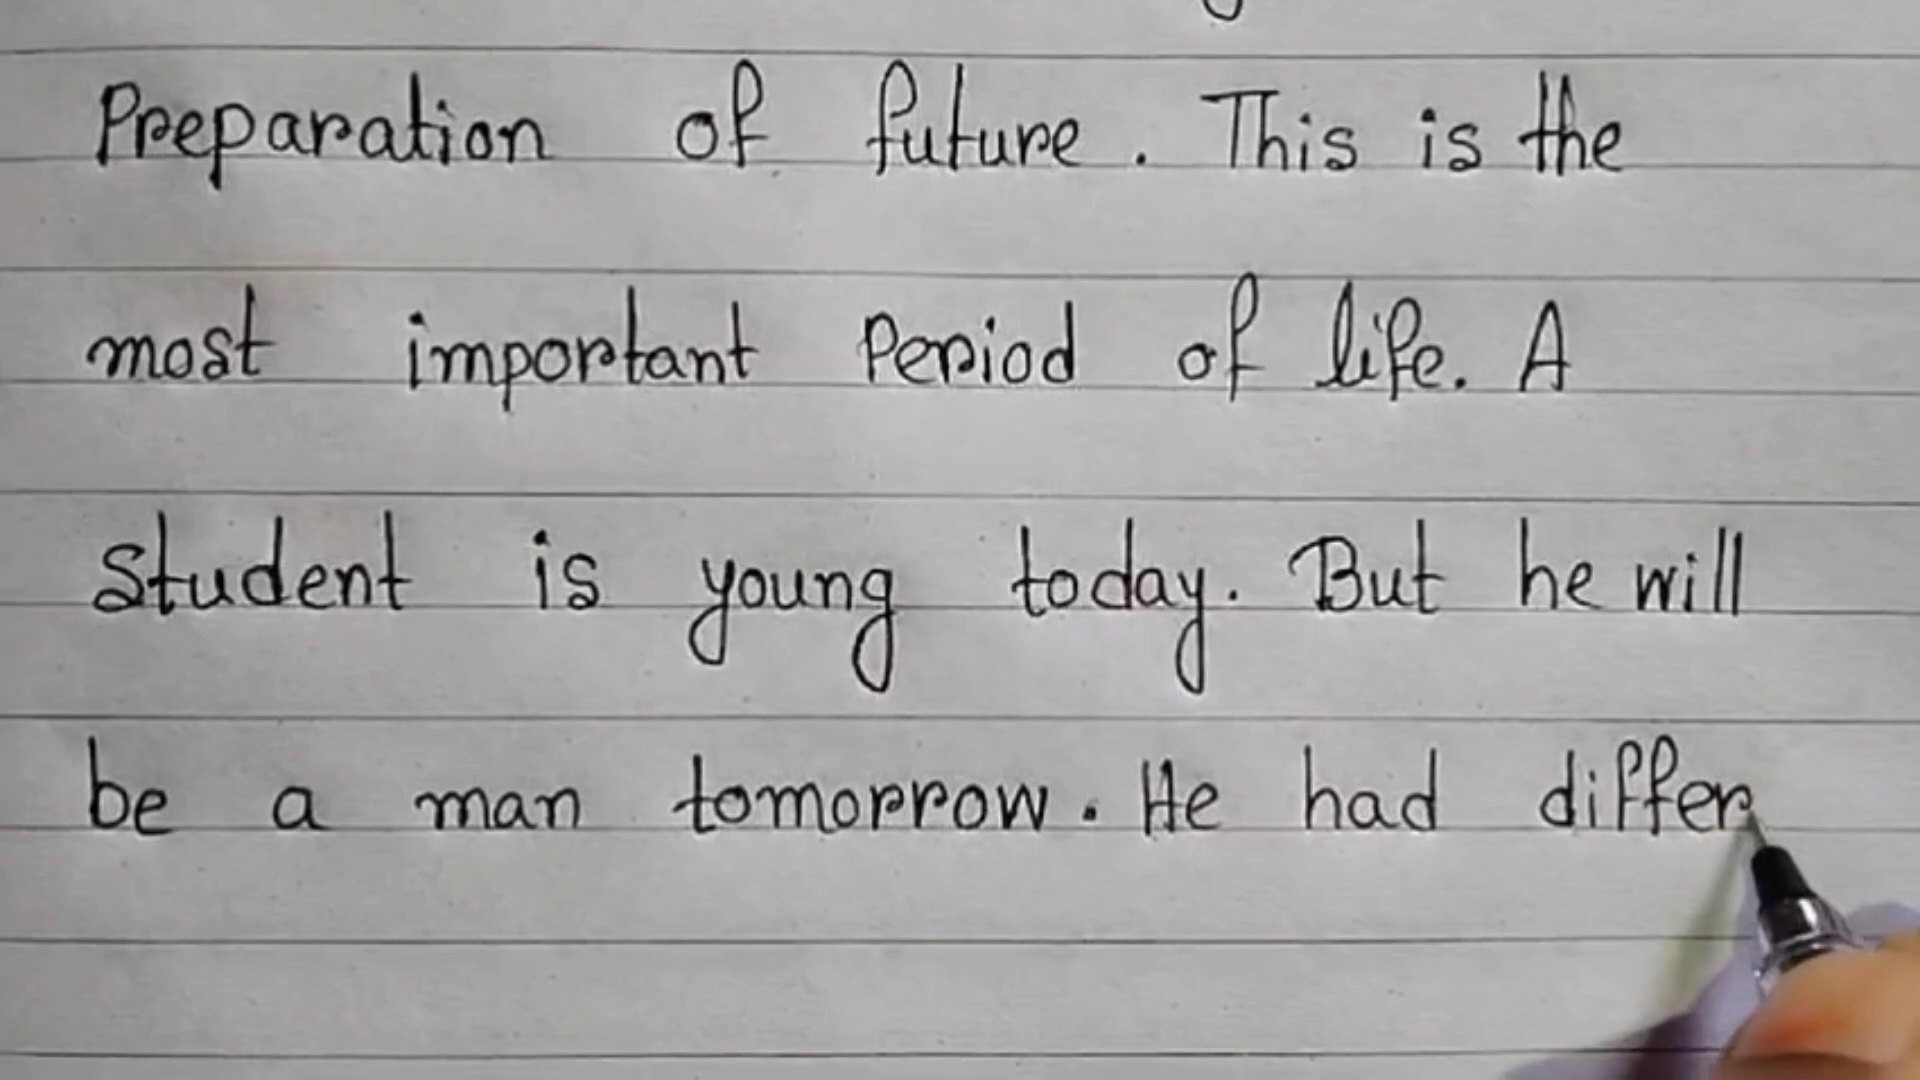 Preparation of future. This is the
most important Period of life. A
Student is young today. But he will
be a man tomorrow. He had differ